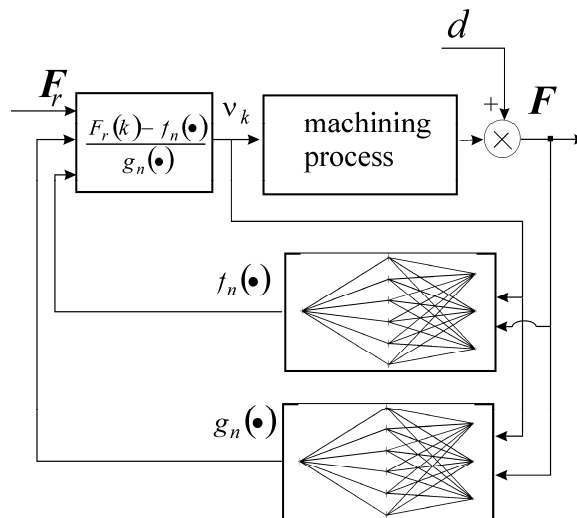 d
F_r
ν_k
+
F
F_r(k) – f_n(•)
g_n(•)
machining
process
f_n(•)
g_n(•)